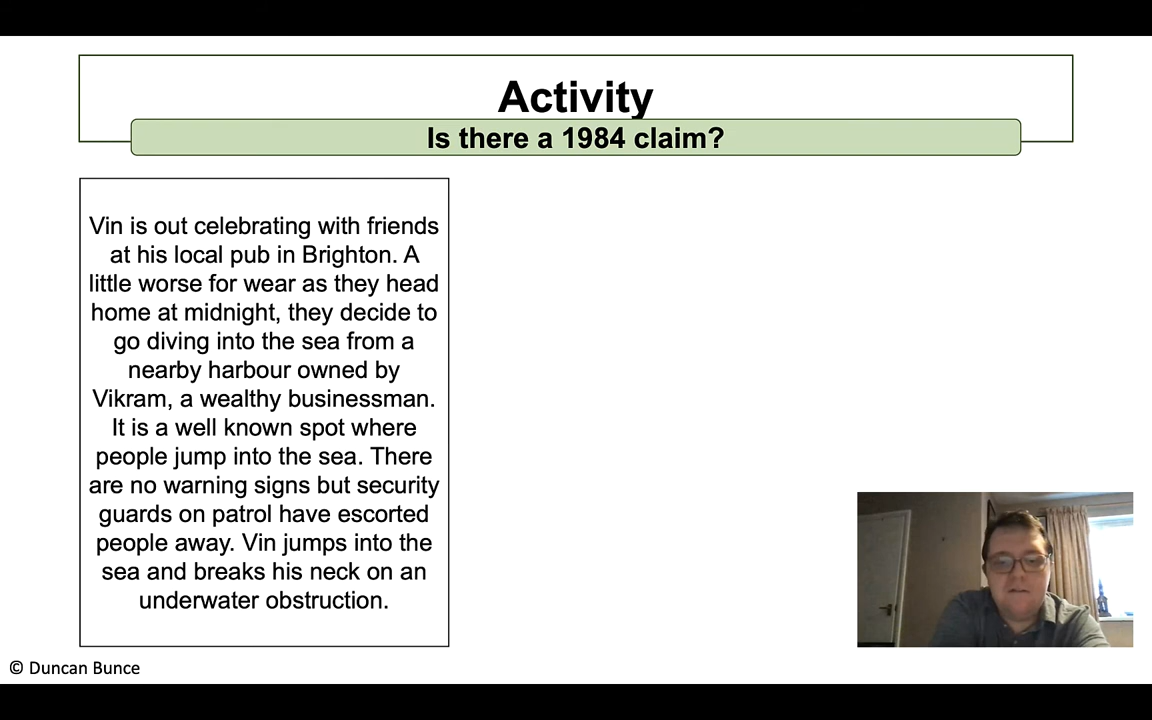 Activity
Is there a 1984 claim?
Vin is out celebrating with friends
at his local pub in Brighton. A
little worse for wear as they head
home at midnight, they decide to
go diving into the sea from a
nearby harbour owned by
Vikram, a wealthy businessman.
It is a well known spot where
people jump into the sea. There
are no warning signs but security
guards on patrol have escorted
people away. Vin jumps into the
sea and breaks his neck on an
underwater obstruction.
© Duncan Bunce